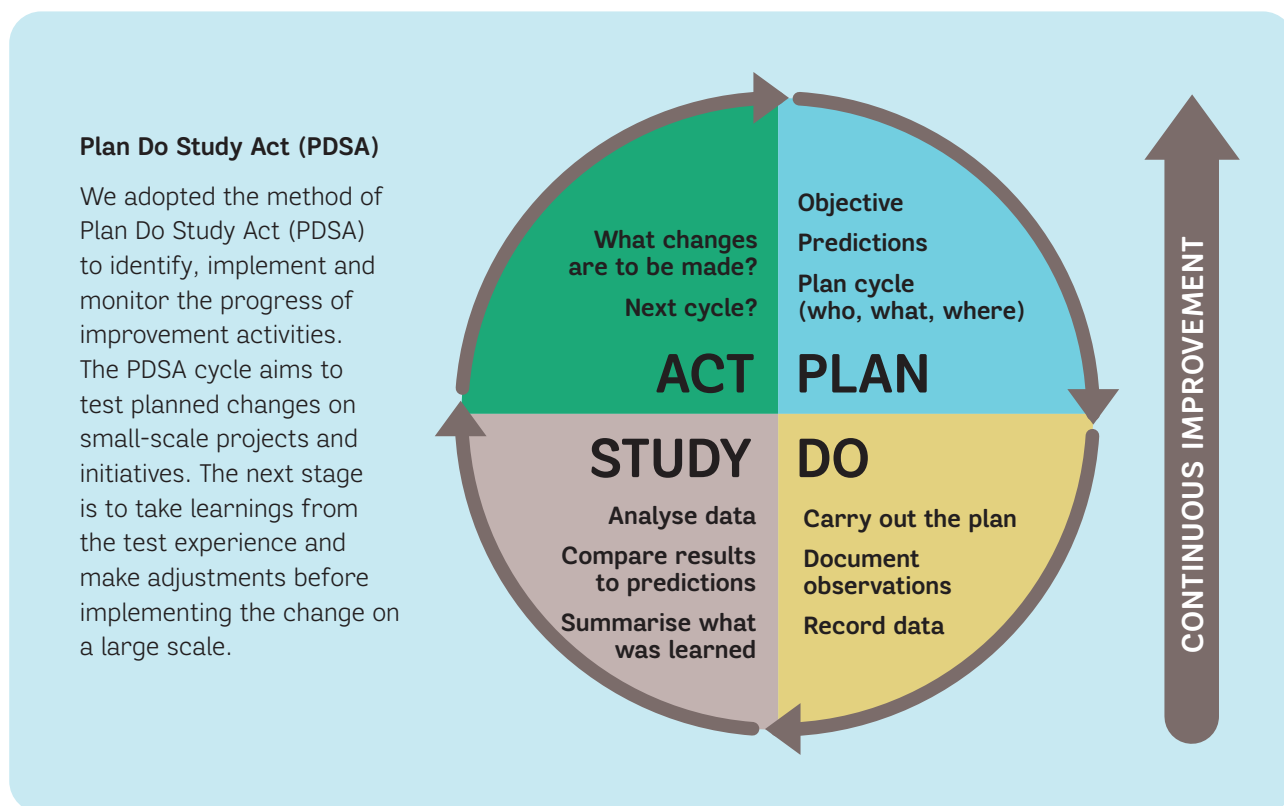 Plan Do Study Act (PDSA)
We adopted the method of
Plan Do Study Act (PDSA)
to identify, implement and
monitor the progress of
improvement activities.
The PDSA cycle aims to
test planned changes on
small-scale projects and
initiatives. The next stage
is to take learnings from
the test experience and
make adjustments before
implementing the change on
a large scale.
What changes
are to be made?
Next cycle?
ACT
Objective
Predictions
Plan cycle
(who, what, where)
PLAN
STUDY
Analyse data
Compare results
to predictions
Summarise what
was learned
DO
Carry out the plan
Document
observations
Record data
CONTINUOUS IMPROVEMENT